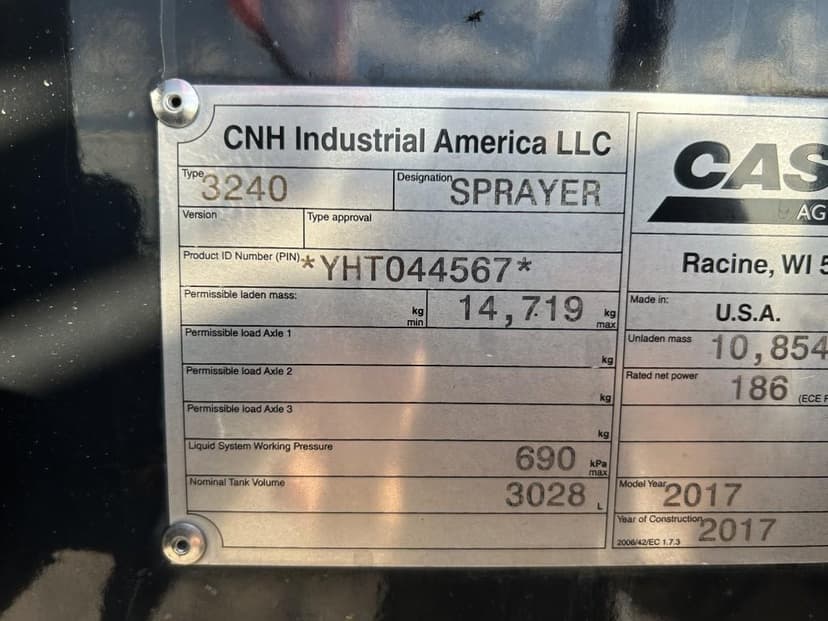 CNH Industrial America LLC
Type 3240
Designation SPRAYER
Version
Type approval
Product ID Number (PIN) *YHT044567*
Permissible laden mass: kg min 14,719 kg max
Permissible load Axle 1 kg
Permissible load Axle 2 kg
Permissible load Axle 3 kg
Liquid System Working Pressure 690 kPa max
Nominal Tank Volume 3028 L
CAS
AG
Racine, WI 5
Made in: U.S.A.
Unladen mass 10,854
Rated net power 186 (ECE R
Model Year 2017
Year of Construction 2017
2006/42/EC 1.7.3